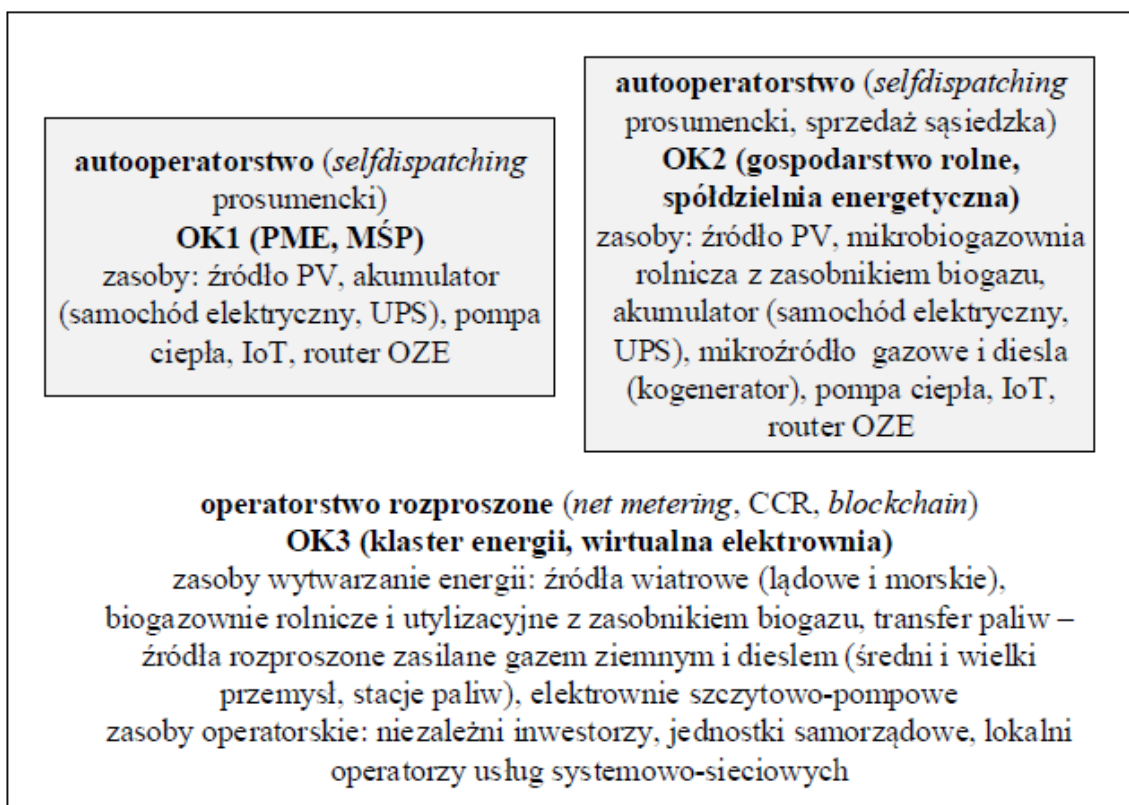 autooperatorstwo (selfdispatching
prosumencki)
OK1 (PME, MŚP)
zasoby: źródło PV, akumulator
(samochód elektryczny, UPS), pompa
ciepła, IoT, router OZE
autooperatorstwo (selfdispatching
prosumencki, sprzedaż sąsiedzka)
OK2 (gospodarstwo rolne,
spółdzielnia energetyczna)
zasoby: źródło PV, mikrobiogazownia
rolnicza z zasobnikiem biogazu,
akumulator (samochód elektryczny,
UPS), mikroźródło gazowe i diesla
(kogenerator), pompa ciepła, IoT,
router OZE
operatorstwo rozproszone (net metering, CCR, blockchain)
OK3 (klaster energii, wirtualna elektrownia)
zasoby wytwarzanie energii: źródła wiatrowe (lądowe i morskie),
biogazownie rolnicze i utylizacyjne z zasobnikiem biogazu, transfer paliw –
źródła rozproszone zasilane gazem ziemnym i dieslem (średni i wielki
przemysł, stacje paliw), elektrownie szczytowo-pompowe
zasoby operatorskie: niezależni inwestorzy, jednostki samorządowe, lokalni
operatorzy usług systemowo-sieciowych